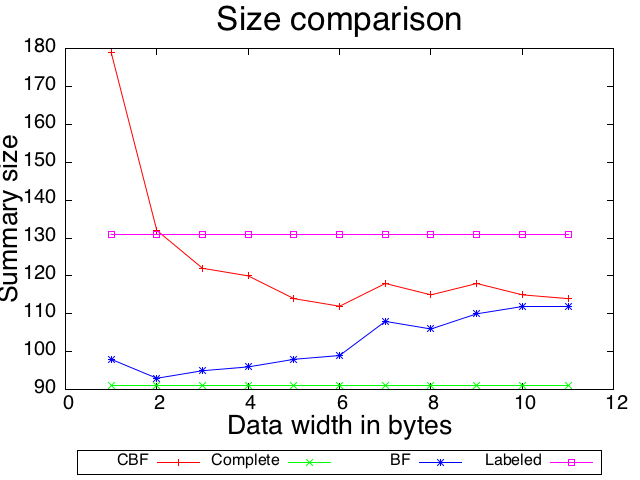 Size comparison
180
170
160
150
140
130
120
110
100
90
Summary size
0 2 4 6 8 10 12
Data width in bytes
CBF Complete BF Labeled